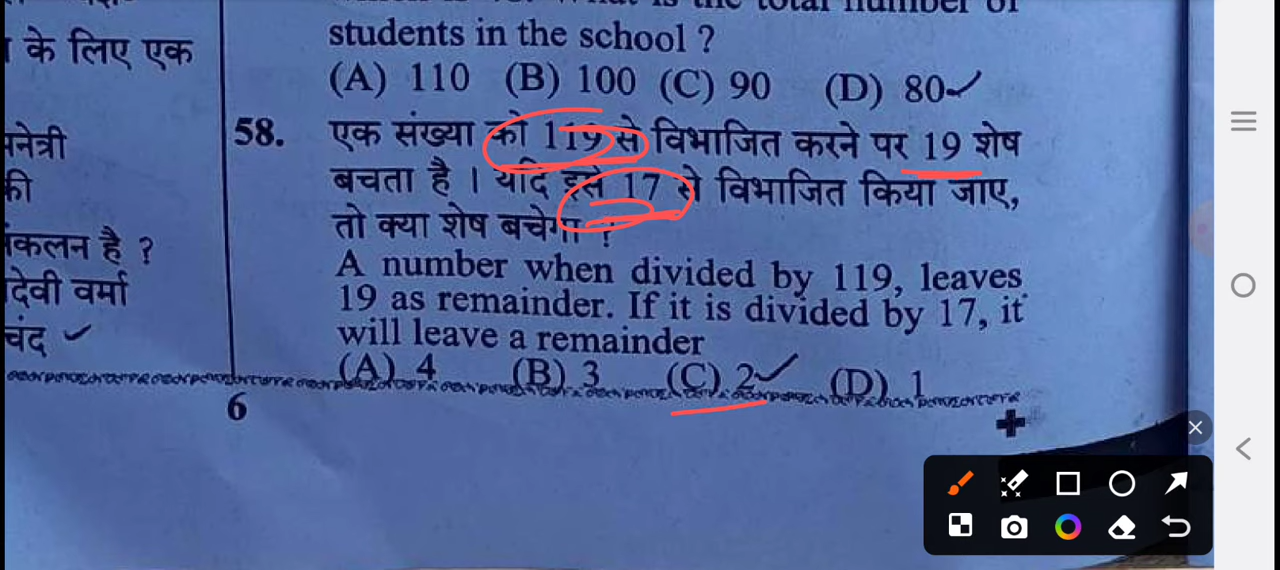 students in the school ?
(A) 110 (B) 100 (C) 90 (D) 80
के लिए एक
58. एक संख्या को 119 से विभाजित करने पर 19 शेष
बचता है । यदि इसे 17 से विभाजित किया जाए,
तो क्या शेष बचेगा ?
A number when divided by 119, leaves
19 as remainder. If it is divided by 17, it
will leave a remainder
(A) 4 (B) 3 (C) 2 (D) 1
की
है ?
देवी वर्मा
चंद
6